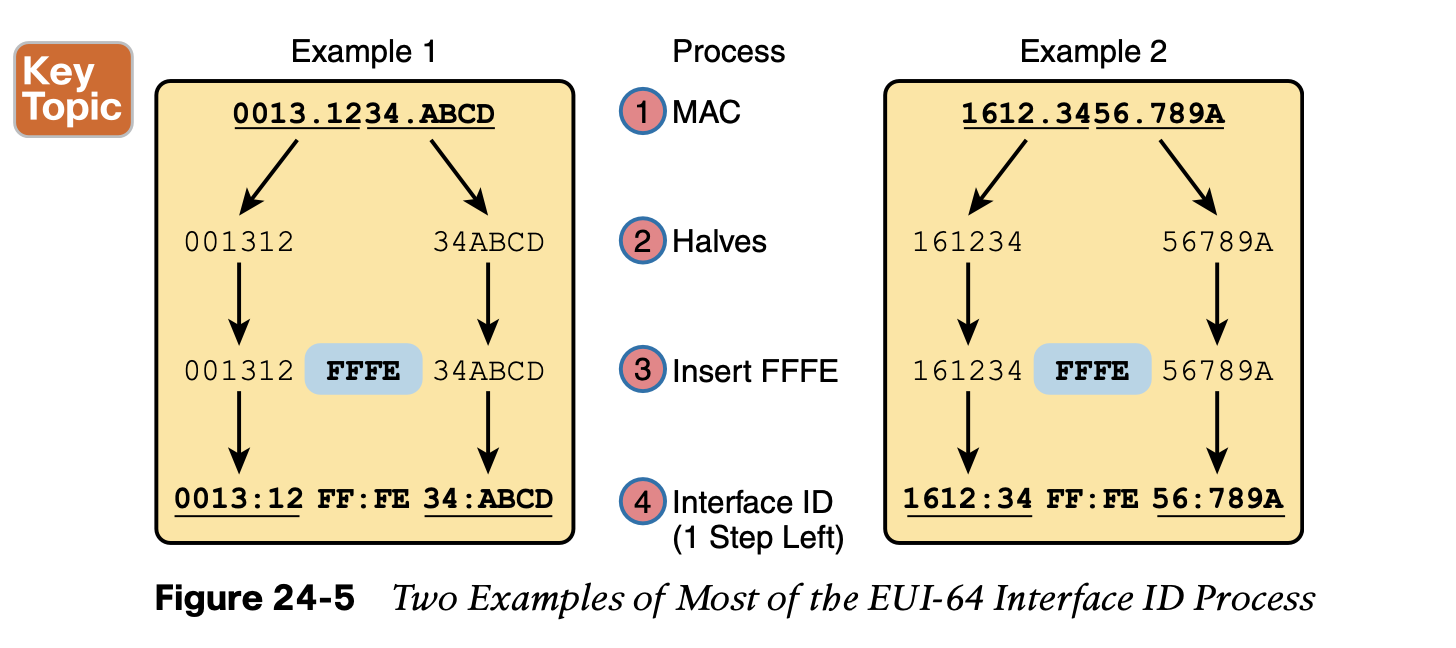 Key
Topic
Example 1
Process
Example 2
0013.1234.ABCD
1 MAC
1612.3456.789A
001312 34ABCD
2 Halves
161234 56789A
001312 FFFE 34ABCD
3 Insert FFFE
161234 FFFE 56789A
0013:12 FF:FE 34:ABCD
4 Interface ID
(1 Step Left)
1612:34 FF:FE 56:789A
Figure 24-5 Two Examples of Most of the EUI-64 Interface ID Process